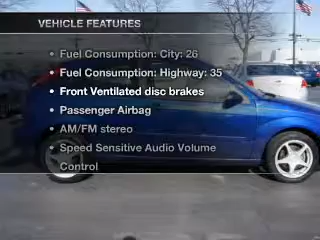 VEHICLE FEATURES
Fuel Consumption: City: 26
Fuel Consumption: Highway: 35
Front Ventilated disc brakes
Passenger Airbag
AM/FM stereo
Speed Sensitive Audio Volume
Control